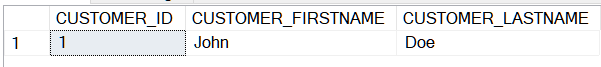 CUSTOMER_ID CUSTOMER_FIRSTNAME CUSTOMER_LASTNAME
1 1 John Doe